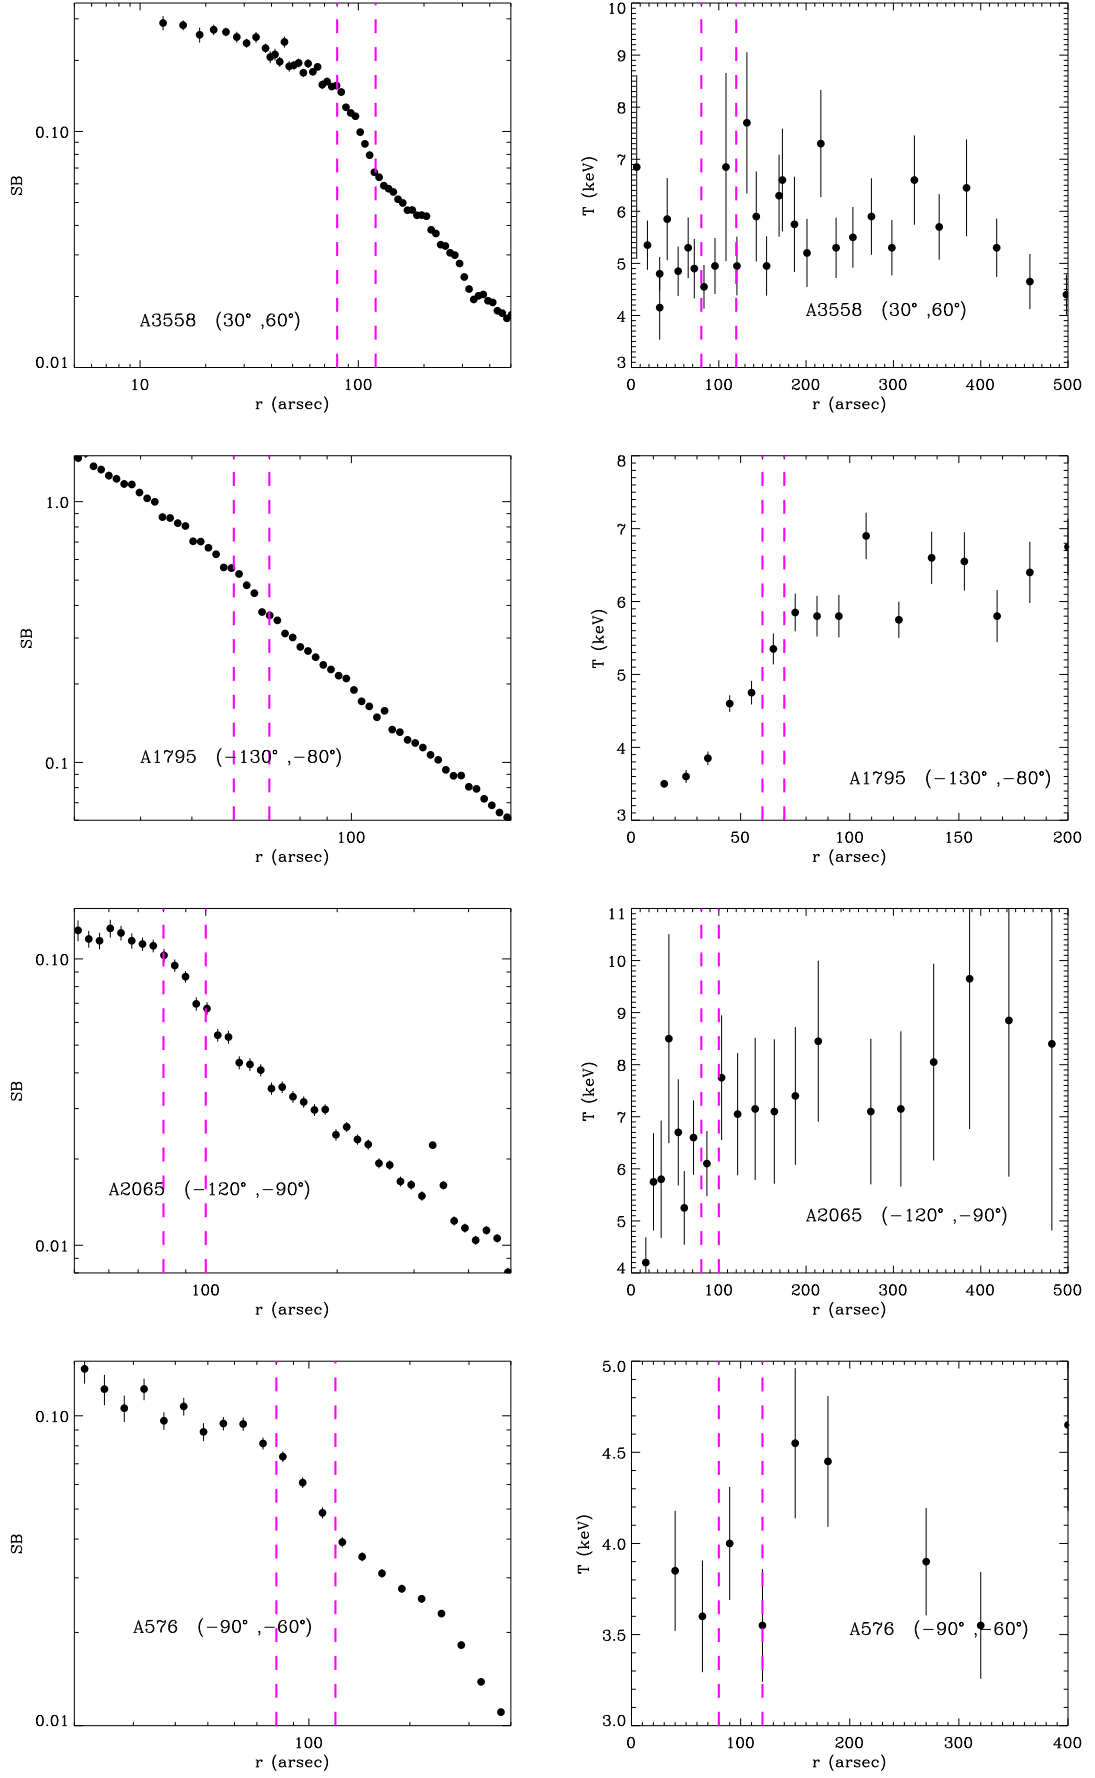 0.10
0.01
SB
10
100
r (arsec)
A3558 (30° ,60°)
10
9
8
7
6
5
4
3
T (keV)
0
100
200
300
400
500
r (arsec)
A3558 (30° ,60°)
1.0
0.1
SB
100
r (arsec)
A1795 (−130° ,−80°)
8
7
6
5
4
3
T (keV)
0
50
100
150
200
r (arsec)
A1795 (−130° ,−80°)
0.10
0.01
SB
100
r (arsec)
A2065 (−120° ,−90°)
11
10
9
8
7
6
5
4
T (keV)
0
100
200
300
400
500
r (arsec)
A2065 (−120° ,−90°)
0.10
0.01
SB
100
r (arsec)
A576 (−90° ,−60°)
5.0
4.5
4.0
3.5
3.0
T (keV)
0
100
200
300
400
r (arsec)
A576 (−90° ,−60°)